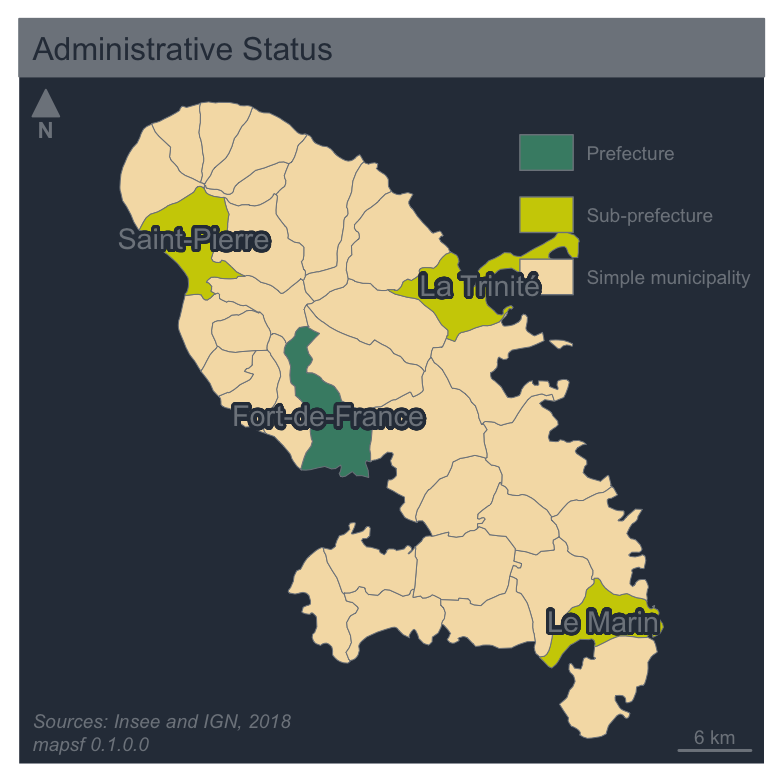 Administrative Status
N
Prefecture
Sub-prefecture
Saint-Pierre
La Trinité
Simple municipality
Fort-de-France
Le Marin
Sources: Insee and IGN, 2018
mapsf 0.1.0.0
6 km